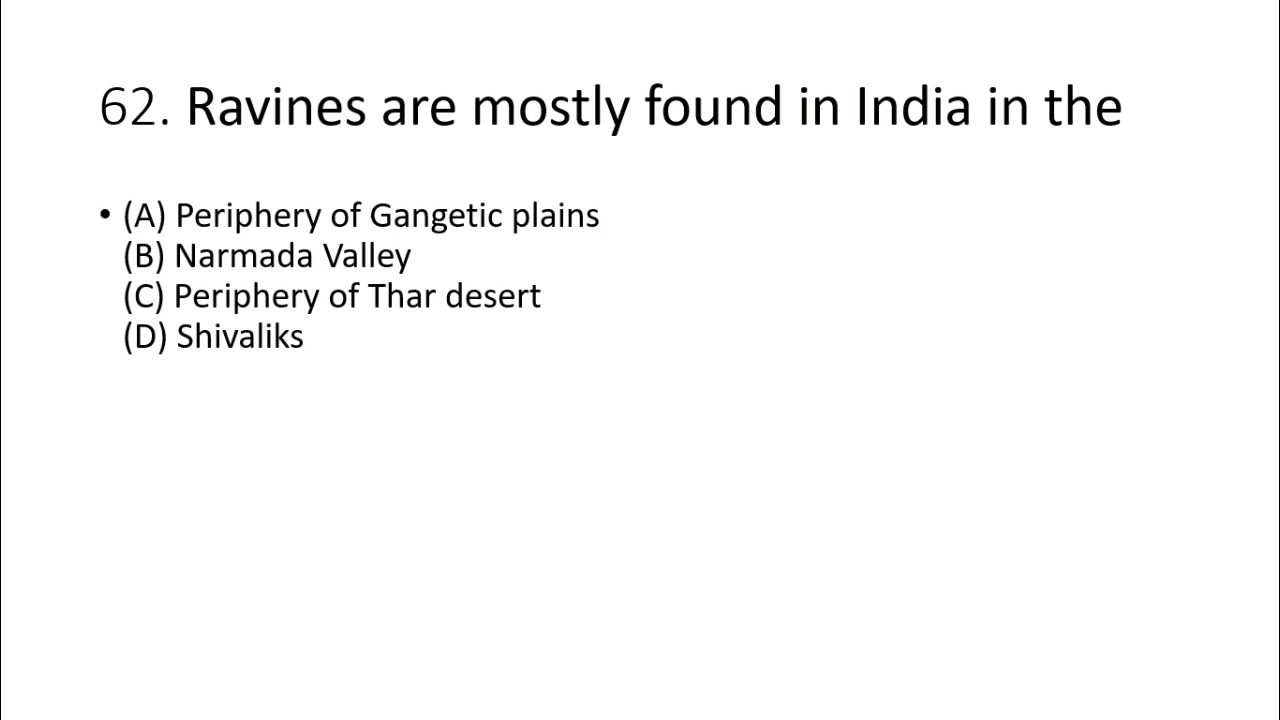 62. Ravines are mostly found in India in the
• (A) Periphery of Gangetic plains
(B) Narmada Valley
(C) Periphery of Thar desert
(D) Shivaliks